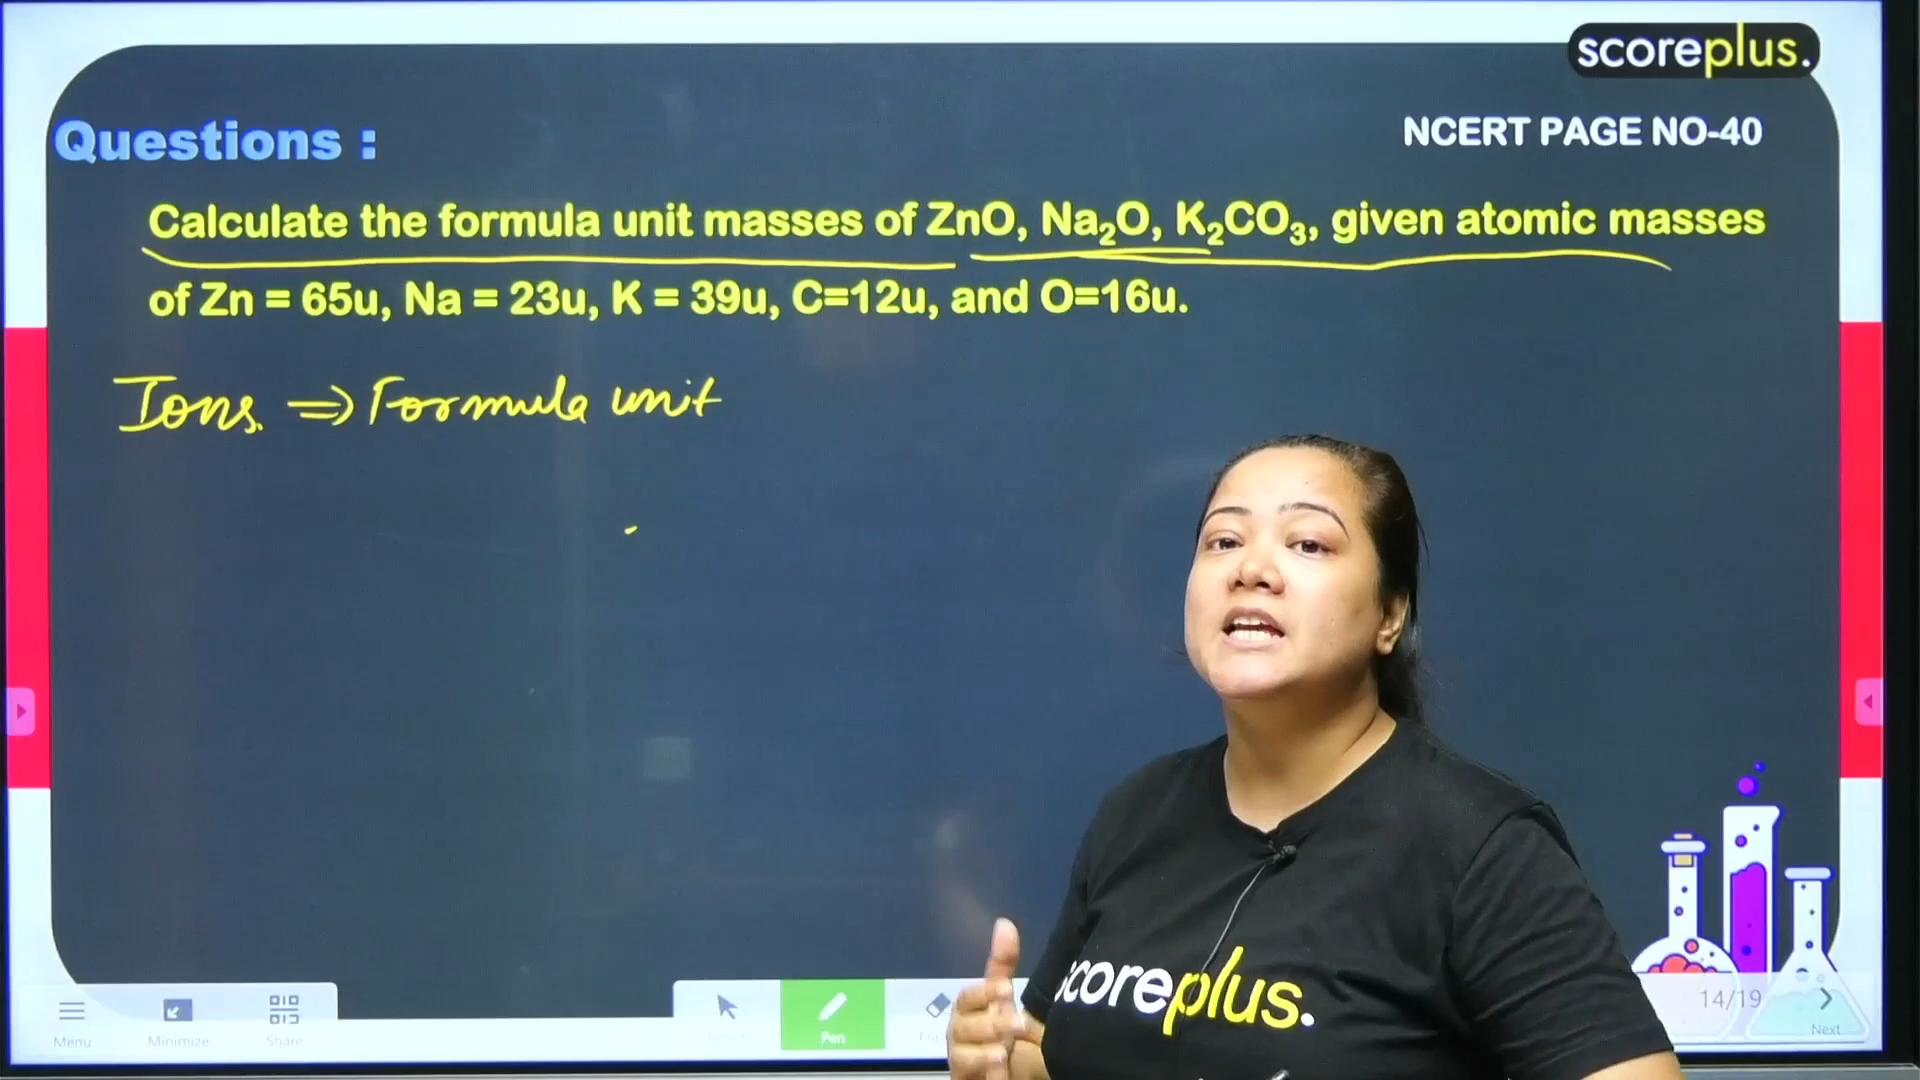 scoreplus.
Questions :
NCERT PAGE NO-40
Calculate the formula unit masses of ZnO, Na₂O, K₂CO₃, given atomic masses
of Zn = 65u, Na = 23u, K = 39u, C=12u, and O=16u.
Ions. ⇒ Formula unit
scoreplus.
14/19
Menu
Minimize
Share
Pen
Next